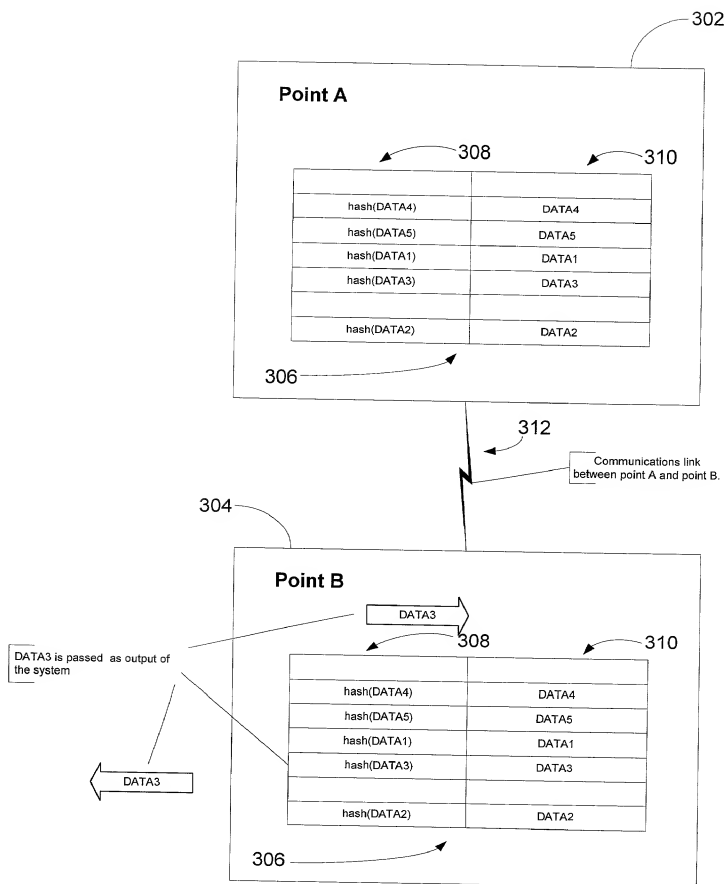 302
Point A
308
310
hash(DATA4) DATA4
hash(DATA5) DATA5
hash(DATA1) DATA1
hash(DATA3) DATA3
hash(DATA2) DATA2
306
312
Communications link
between point A and point B.
304
Point B
DATA3
308
310
DATA3 is passed as output of
the system
hash(DATA4) DATA4
hash(DATA5) DATA5
hash(DATA1) DATA1
hash(DATA3) DATA3
DATA3
hash(DATA2) DATA2
306